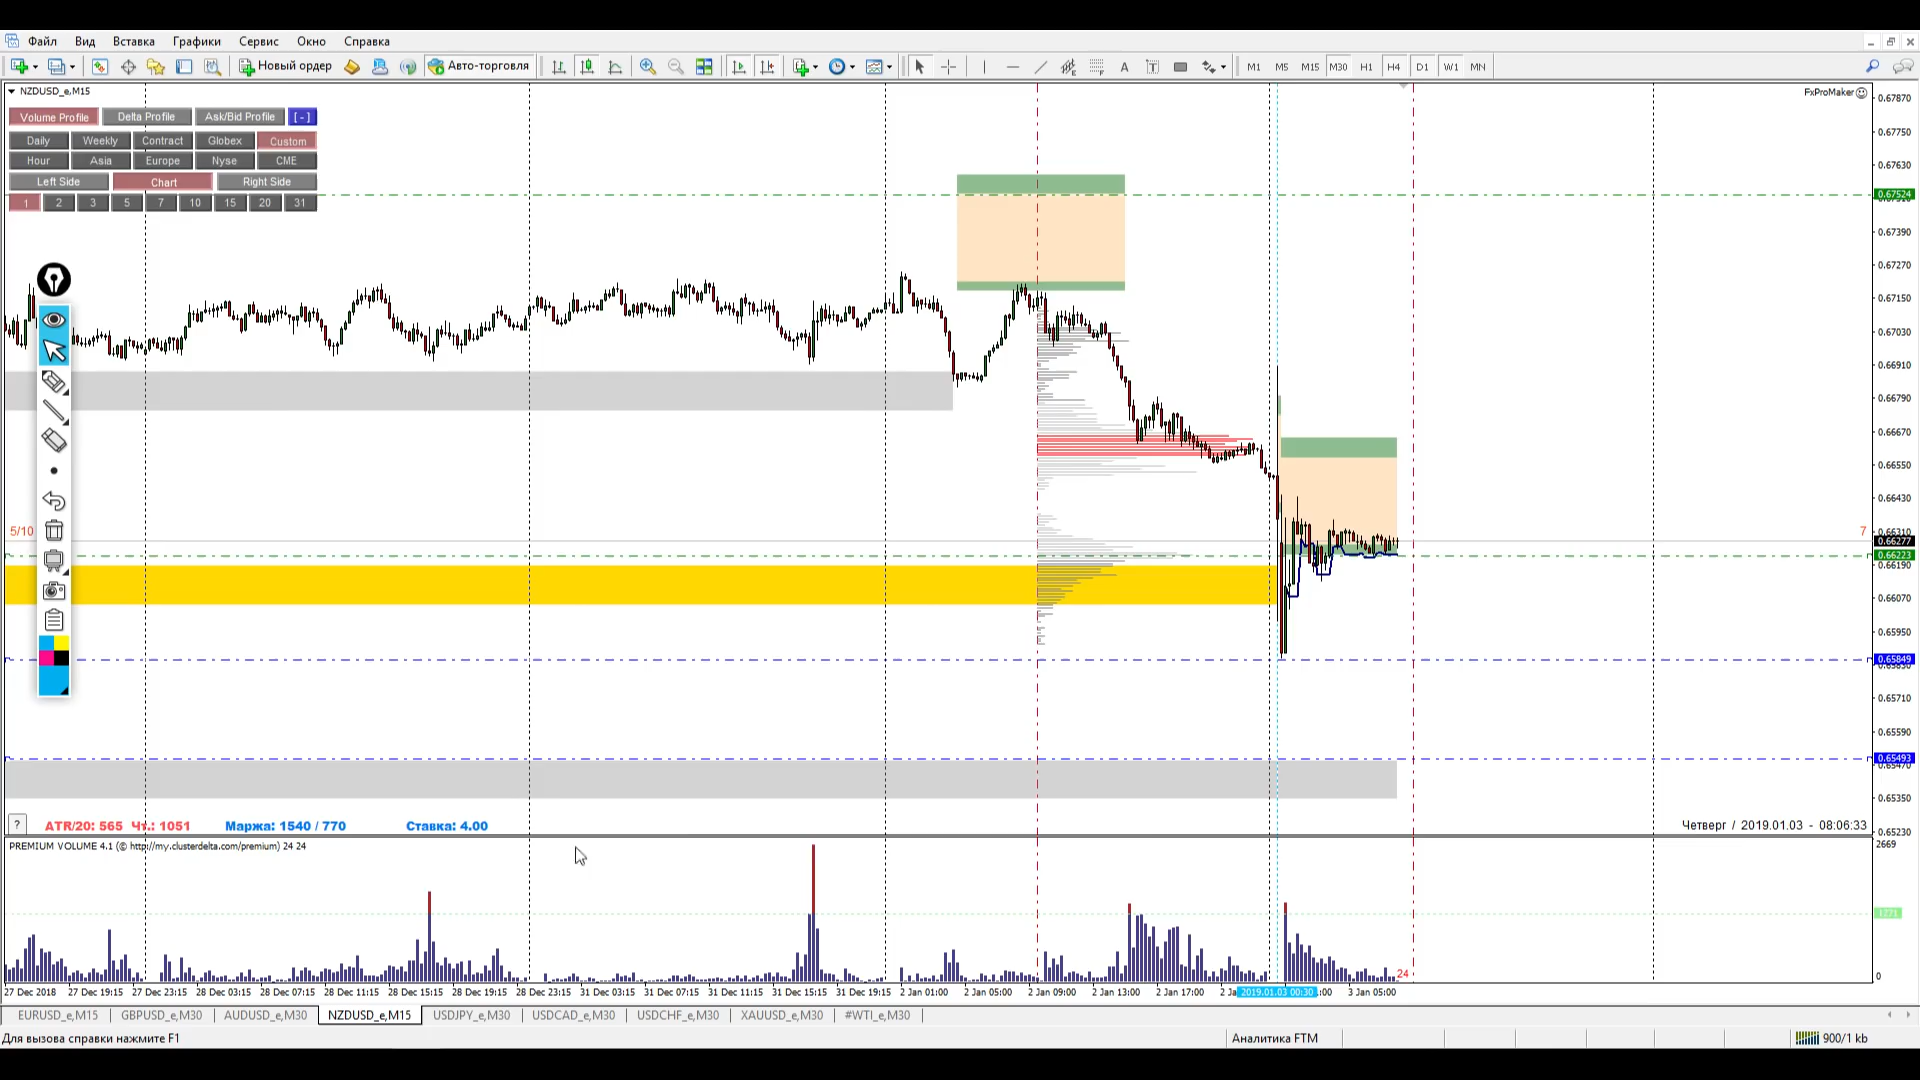 Файл Вид Вставка Графики Сервис Окно Справка
Новый ордер Авто-торговля A T M1 M5 M15 M30 H1 H4 D1 W1 MN
NZDUSD_e,M15
FxProMaker
Volume Profile Delta Profile Ask/Bid Profile [-]
Daily Weekly Contract Globex Custom
Hour Asia Europe Nyse CME
Left Side Chart Right Side
1 2 3 5 7 10 15 20 31
0.67870
0.67750
0.67630
0.67524
0.67390
0.67270
0.67150
0.67030
0.66910
0.66790
0.66670
0.66550
0.66430
0.66310
5/10
7
0.66277
0.66223
0.66190
0.66070
0.65950
0.65849
0.65710
0.65590
0.65493
0.65470
0.65350
0.65230
? ATR/20: 565 Чт.: 1051 Маржа: 1540 / 770 Ставка: 4.00
Четверг / 2019.01.03 - 08:06:33
PREMIUM VOLUME 4.1 (© http://my.clusterdelta.com/premium) 24 24
2669
1271
24
0
27 Dec 2018 27 Dec 19:15 27 Dec 23:15 28 Dec 03:15 28 Dec 07:15 28 Dec 11:15 28 Dec 15:15 28 Dec 19:15 28 Dec 23:15 31 Dec 03:15 31 Dec 07:15 31 Dec 11:15 31 Dec 15:15 31 Dec 19:15 2 Jan 01:00 2 Jan 05:00 2 Jan 09:00 2 Jan 13:00 2 Jan 17:00 2019.01.03 00:30 :00 3 Jan 05:00
EURUSD_e,M15 GBPUSD_e,M30 AUDUSD_e,M30 NZDUSD_e,M15 USDJPY_e,M30 USDCAD_e,M30 USDCHF_e,M30 XAUUSD_e,M30 #WTI_e,M30
Для вызова справки нажмите F1
Аналитика FTM
900/1 kb